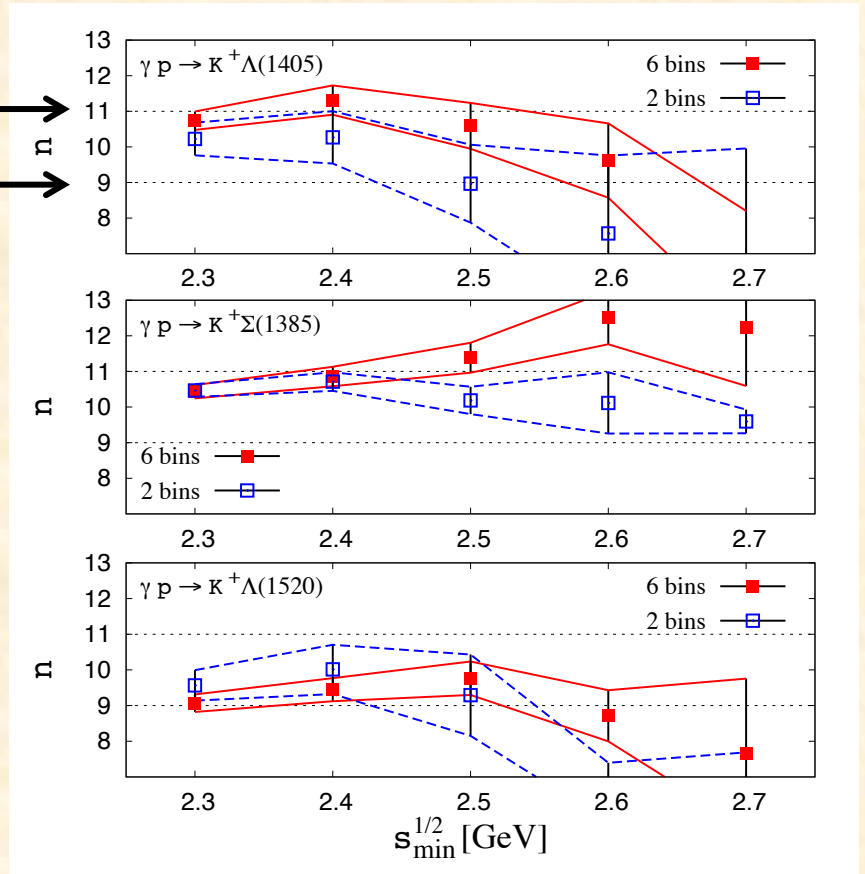 γ p → K⁺Λ(1405)
6 bins
2 bins
n
13
12
11
10
9
8
2.3 2.4 2.5 2.6 2.7
γ p → K⁺Σ(1385)
6 bins
2 bins
n
13
12
11
10
9
8
2.3 2.4 2.5 2.6 2.7
γ p → K⁺Λ(1520)
6 bins
2 bins
n
13
12
11
10
9
8
2.3 2.4 2.5 2.6 2.7
s_min^1/2 [GeV]